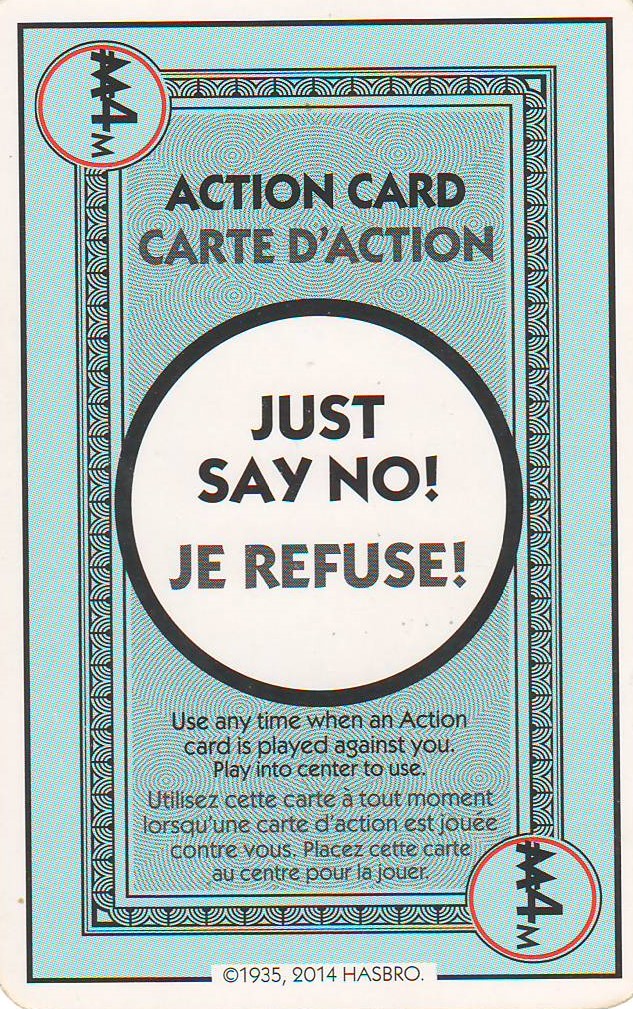 M4M
ACTION CARD
CARTE D'ACTION
JUST
SAY NO!
JE REFUSE!
Use any time when an Action
card is played against you.
Play into center to use.
Utilisez cette carte à tout moment
lorsqu'une carte d'action est jouée
contre vous. Placez cette carte
au centre pour la jouer.
M4M
©1935, 2014 HASBRO.